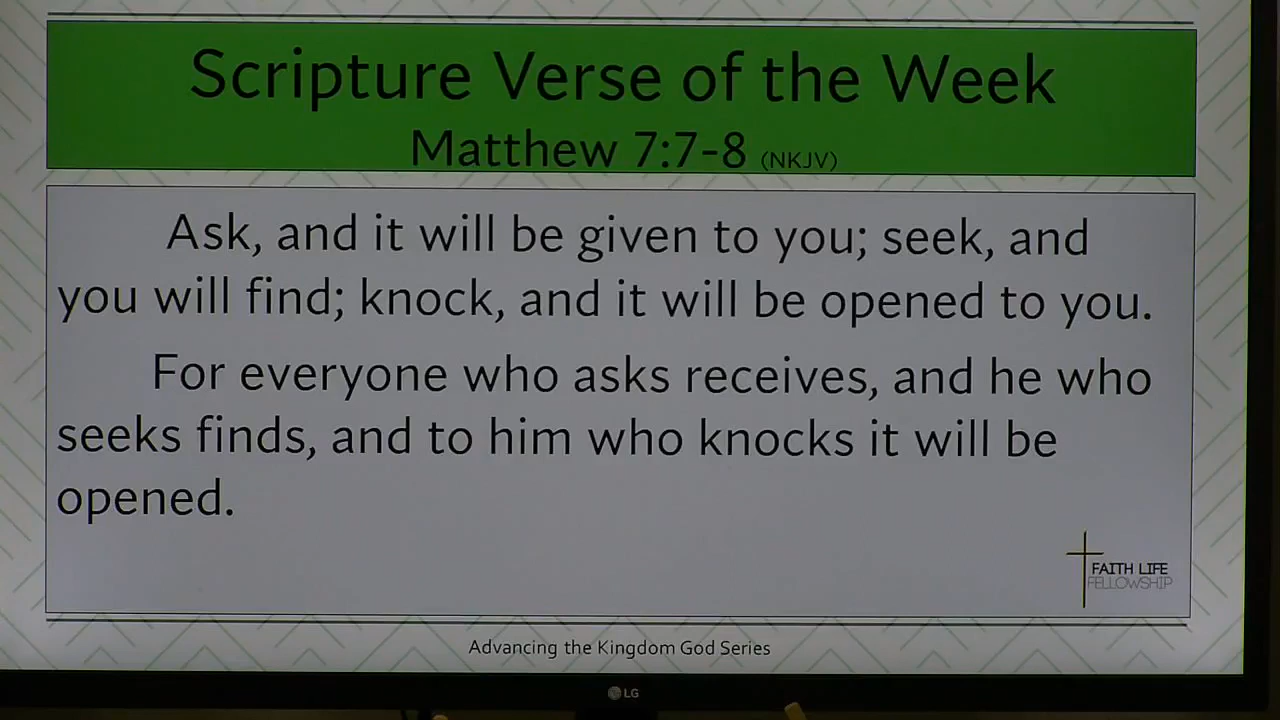 Scripture Verse of the Week
Matthew 7:7-8 (NKJV)
Ask, and it will be given to you; seek, and
you will find; knock, and it will be opened to you.
For everyone who asks receives, and he who
seeks finds, and to him who knocks it will be
opened.
FAITH LIFE
FELLOWSHIP
Advancing the Kingdom God Series
LG